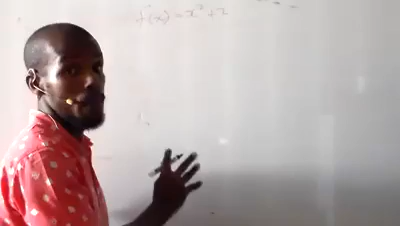 f(x) = x² + 2